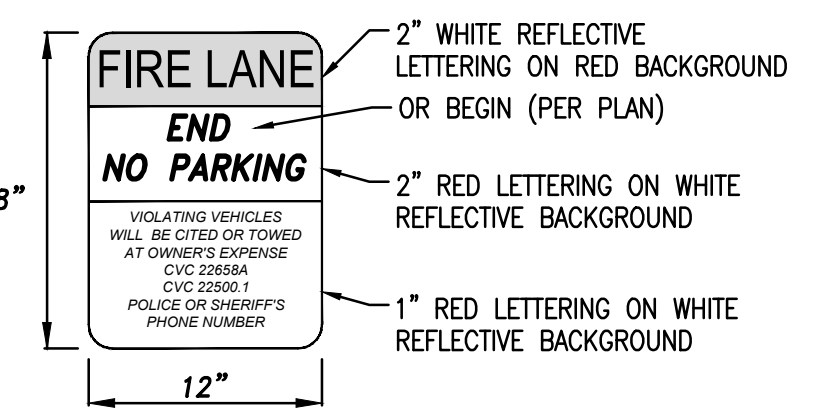 FIRE LANE
END
NO PARKING
VIOLATING VEHICLES
WILL BE CITED OR TOWED
AT OWNER'S EXPENSE
CVC 22658A
CVC 22500.1
POLICE OR SHERIFF'S
PHONE NUMBER
2" WHITE REFLECTIVE
LETTERING ON RED BACKGROUND
OR BEGIN (PER PLAN)
2" RED LETTERING ON WHITE
REFLECTIVE BACKGROUND
1" RED LETTERING ON WHITE
REFLECTIVE BACKGROUND
12"